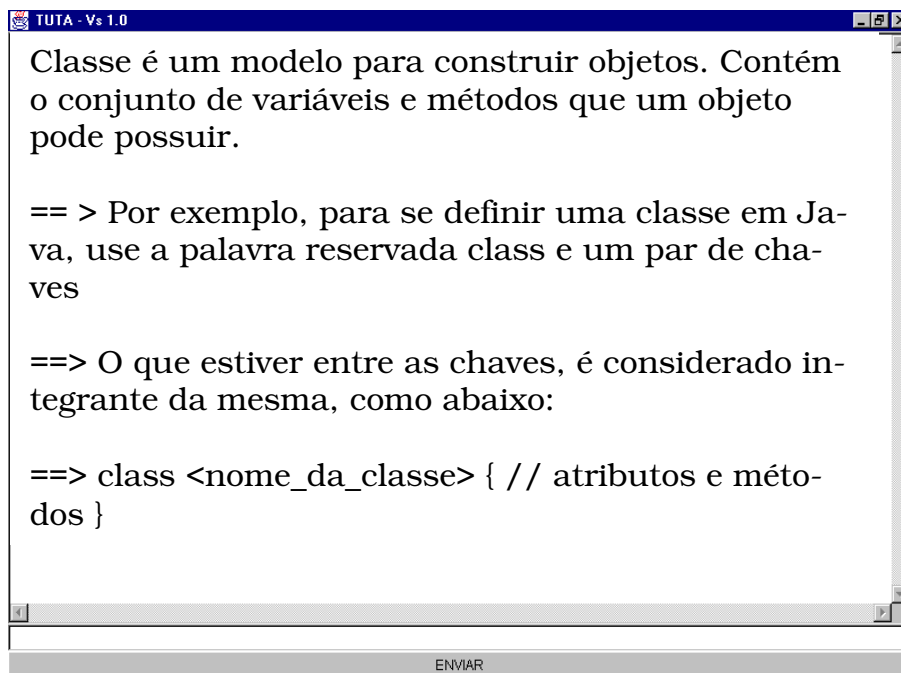 TUTA - Vs 1.0
Classe é um modelo para construir objetos. Contém
o conjunto de variáveis e métodos que um objeto
pode possuir.
== > Por exemplo, para se definir uma classe em Ja-
va, use a palavra reservada class e um par de cha-
ves
==> O que estiver entre as chaves, é considerado in-
tegrante da mesma, como abaixo:
==> class <nome_da_classe> { // atributos e méto-
dos }
ENVIAR